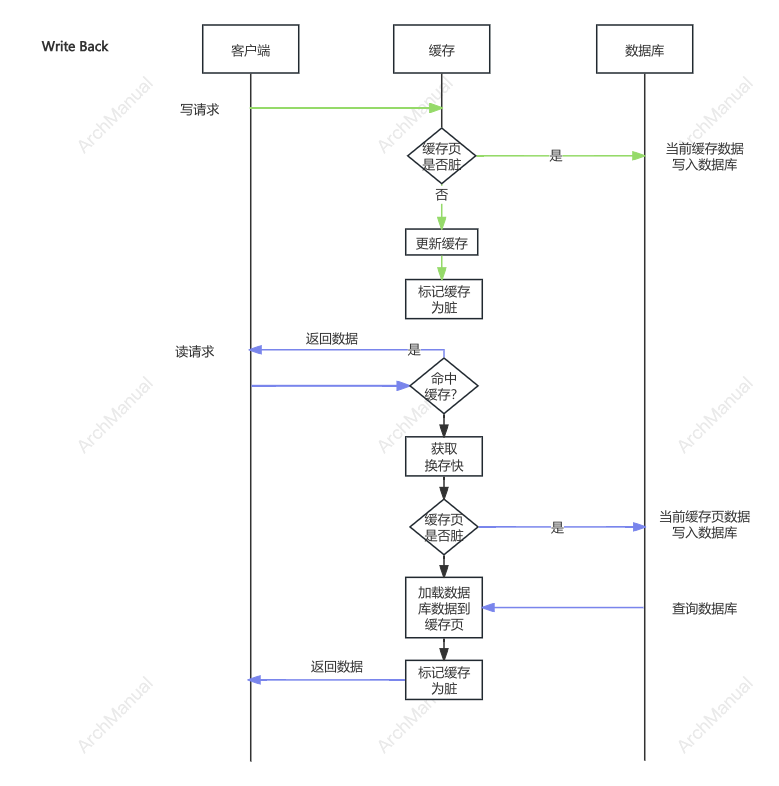 Write Back
客户端
缓存
数据库
ArchManual
ArchManual
ArchManual
写请求
缓存页
是否脏
是
当前缓存数据
写入数据库
否
更新缓存
标记缓存
为脏
返回数据
是
读请求
命中
缓存?
ArchManual
ArchManual
ArchManual
获取
换存快
缓存页
是否脏
是
当前缓存页数据
写入数据库
加载数据
库数据到
缓存页
查询数据库
返回数据
标记缓存
为脏
ArchManual
ArchManual
ArchManual